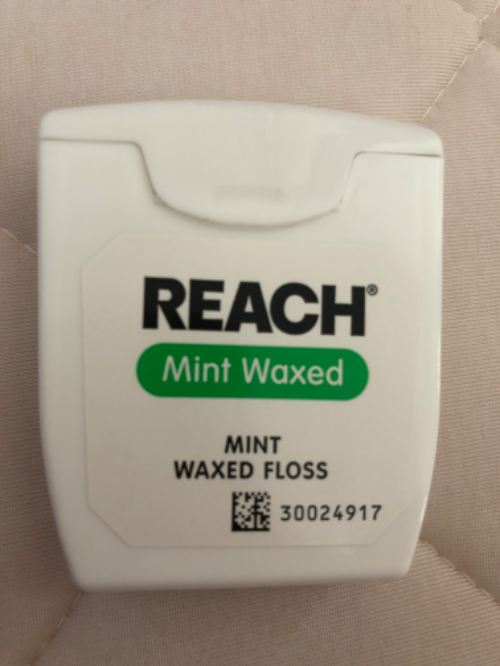 REACH®
Mint Waxed
MINT
WAXED FLOSS
30024917